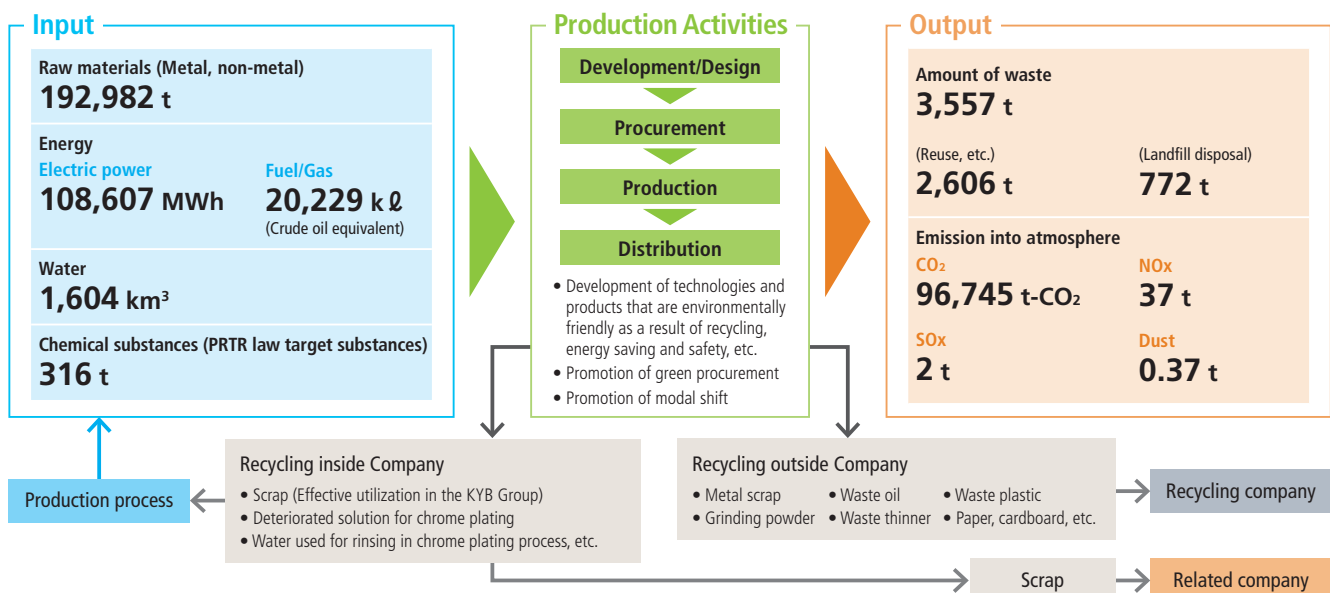 Input
Raw materials (Metal, non-metal)
192,982 t
Energy
Electric power
108,607 MWh
Fuel/Gas
20,229 k ℓ
(Crude oil equivalent)
Water
1,604 km³
Chemical substances (PRTR law target substances)
316 t
Production Activities
Development/Design
Procurement
Production
Distribution
• Development of technologies and
products that are environmentally
friendly as a result of recycling,
energy saving and safety, etc.
• Promotion of green procurement
• Promotion of modal shift
Output
Amount of waste
3,557 t
(Reuse, etc.)
2,606 t
(Landfill disposal)
772 t
Emission into atmosphere
CO₂
96,745 t-CO₂
NOx
37 t
SOx
2 t
Dust
0.37 t
Production process
Recycling inside Company
• Scrap (Effective utilization in the KYB Group)
• Deteriorated solution for chrome plating
• Water used for rinsing in chrome plating process, etc.
Recycling outside Company
• Metal scrap • Waste oil • Waste plastic
• Grinding powder • Waste thinner • Paper, cardboard, etc.
Recycling company
Scrap
Related company